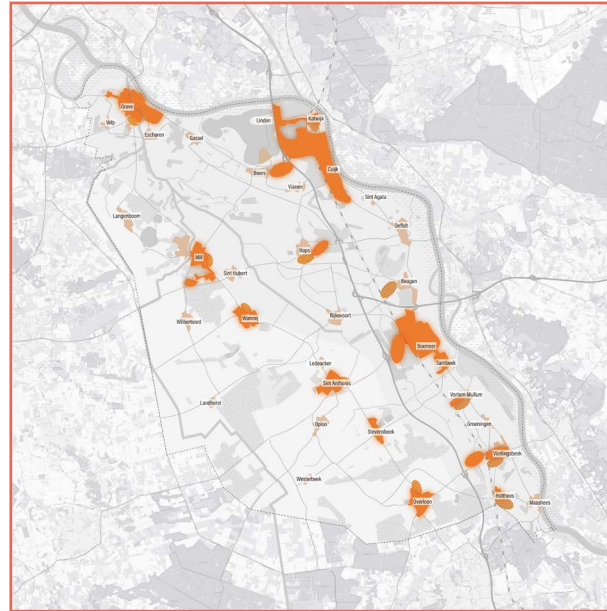 Grave
Velp
Escharen
Gassel
Linden
Katwijk
Beers
Vianen
Cuijk
Sint Agatha
Langenboom
Oeffelt
Mill
Haps
Sint Hubert
Beugen
Wilbertoord
Wanroij
Rijkevoort
Boxmeer
Sambeek
Ledeacker
Sint Anthonis
Vortum-Mullum
Landhorst
Oploo
Stevensbeek
Groeningen
Vierlingsbeek
Westerbeek
Overloon
Holthees
Maashees